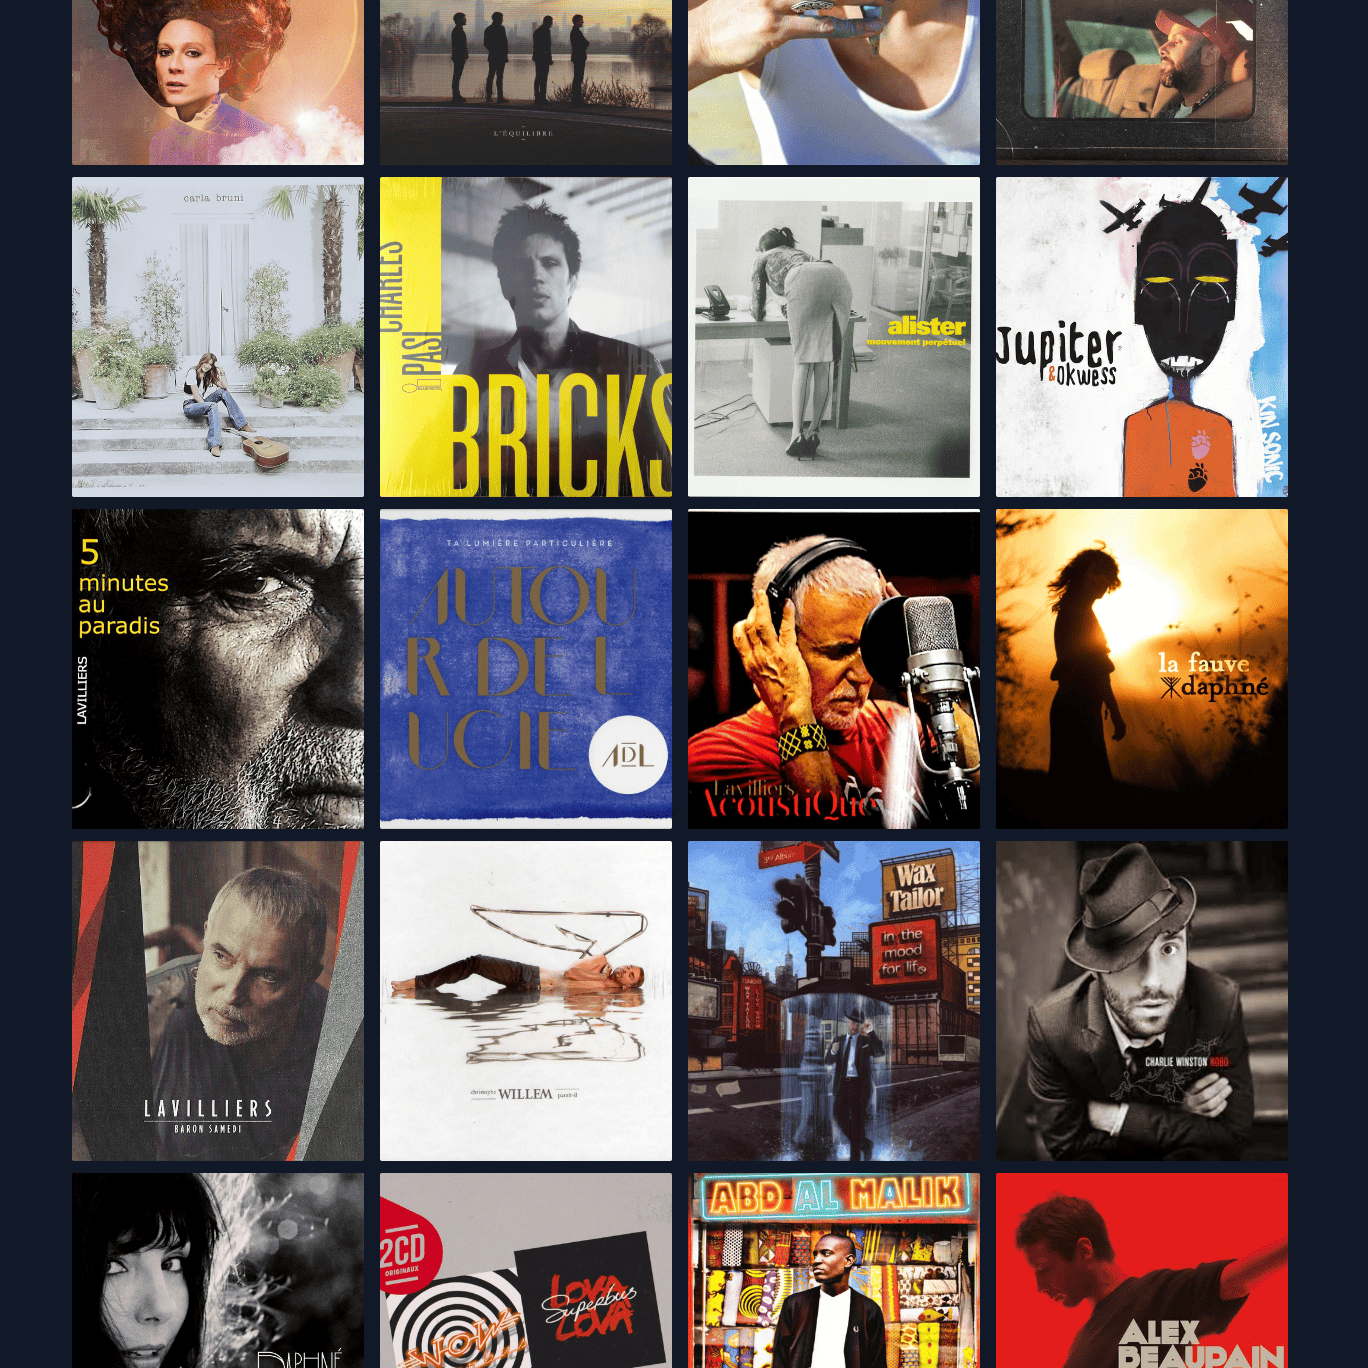 L'ÉQUILIBRE
carla bruni
CHARLES
PASI
BRICKS
alister
mouvement perpétuel
Jupiter
&OKWESS
KIN SONIC
5
minutes
au
paradis
LAVILLIERS
TA LUMIÈRE PARTICULIÈRE
AUTOU
R DE L
UCIE
ADL
Lavilliers
AcoustiQue
la fauve
daphné
LAVILLIERS
BARON SAMEDI
christophe WILLEM paraît-il
3rd Album
Wax
Tailor
in the
mood
for life
CHARLIE WINSTON HOBO
DAPHNÉ
2CD
ORIGINAUX
WOW
LOVA
Superbus
LOVA
ABD AL MALIK
ALEX
BEAUPAIN